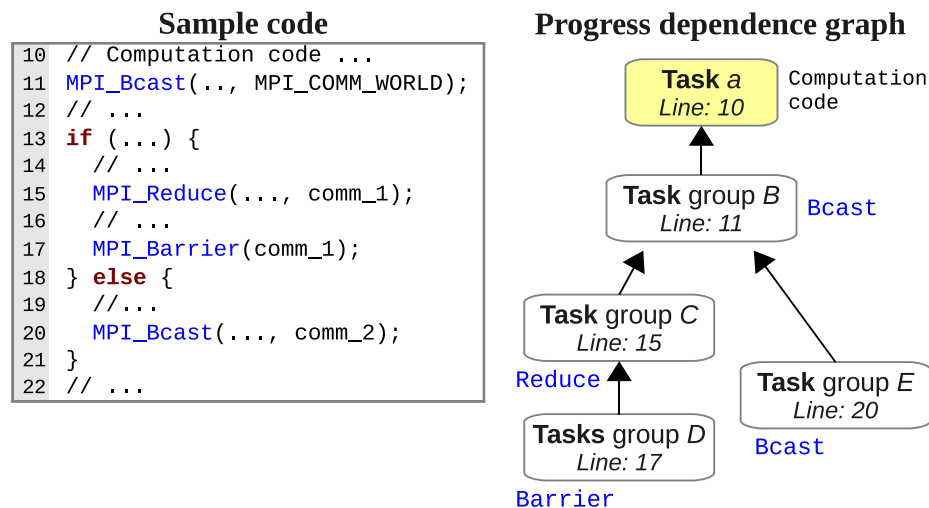 Sample code
10 // Computation code ...
11 MPI_Bcast(.., MPI_COMM_WORLD);
12 // ...
13 if (...) {
14 // ...
15 MPI_Reduce(..., comm_1);
16 // ...
17 MPI_Barrier(comm_1);
18 } else {
19 //...
20 MPI_Bcast(..., comm_2);
21 }
22 // ...
Progress dependence graph
Task a
Line: 10
Computation
code
Task group B
Line: 11
Bcast
Task group C
Line: 15
Reduce
Task group E
Line: 20
Bcast
Tasks group D
Line: 17
Barrier